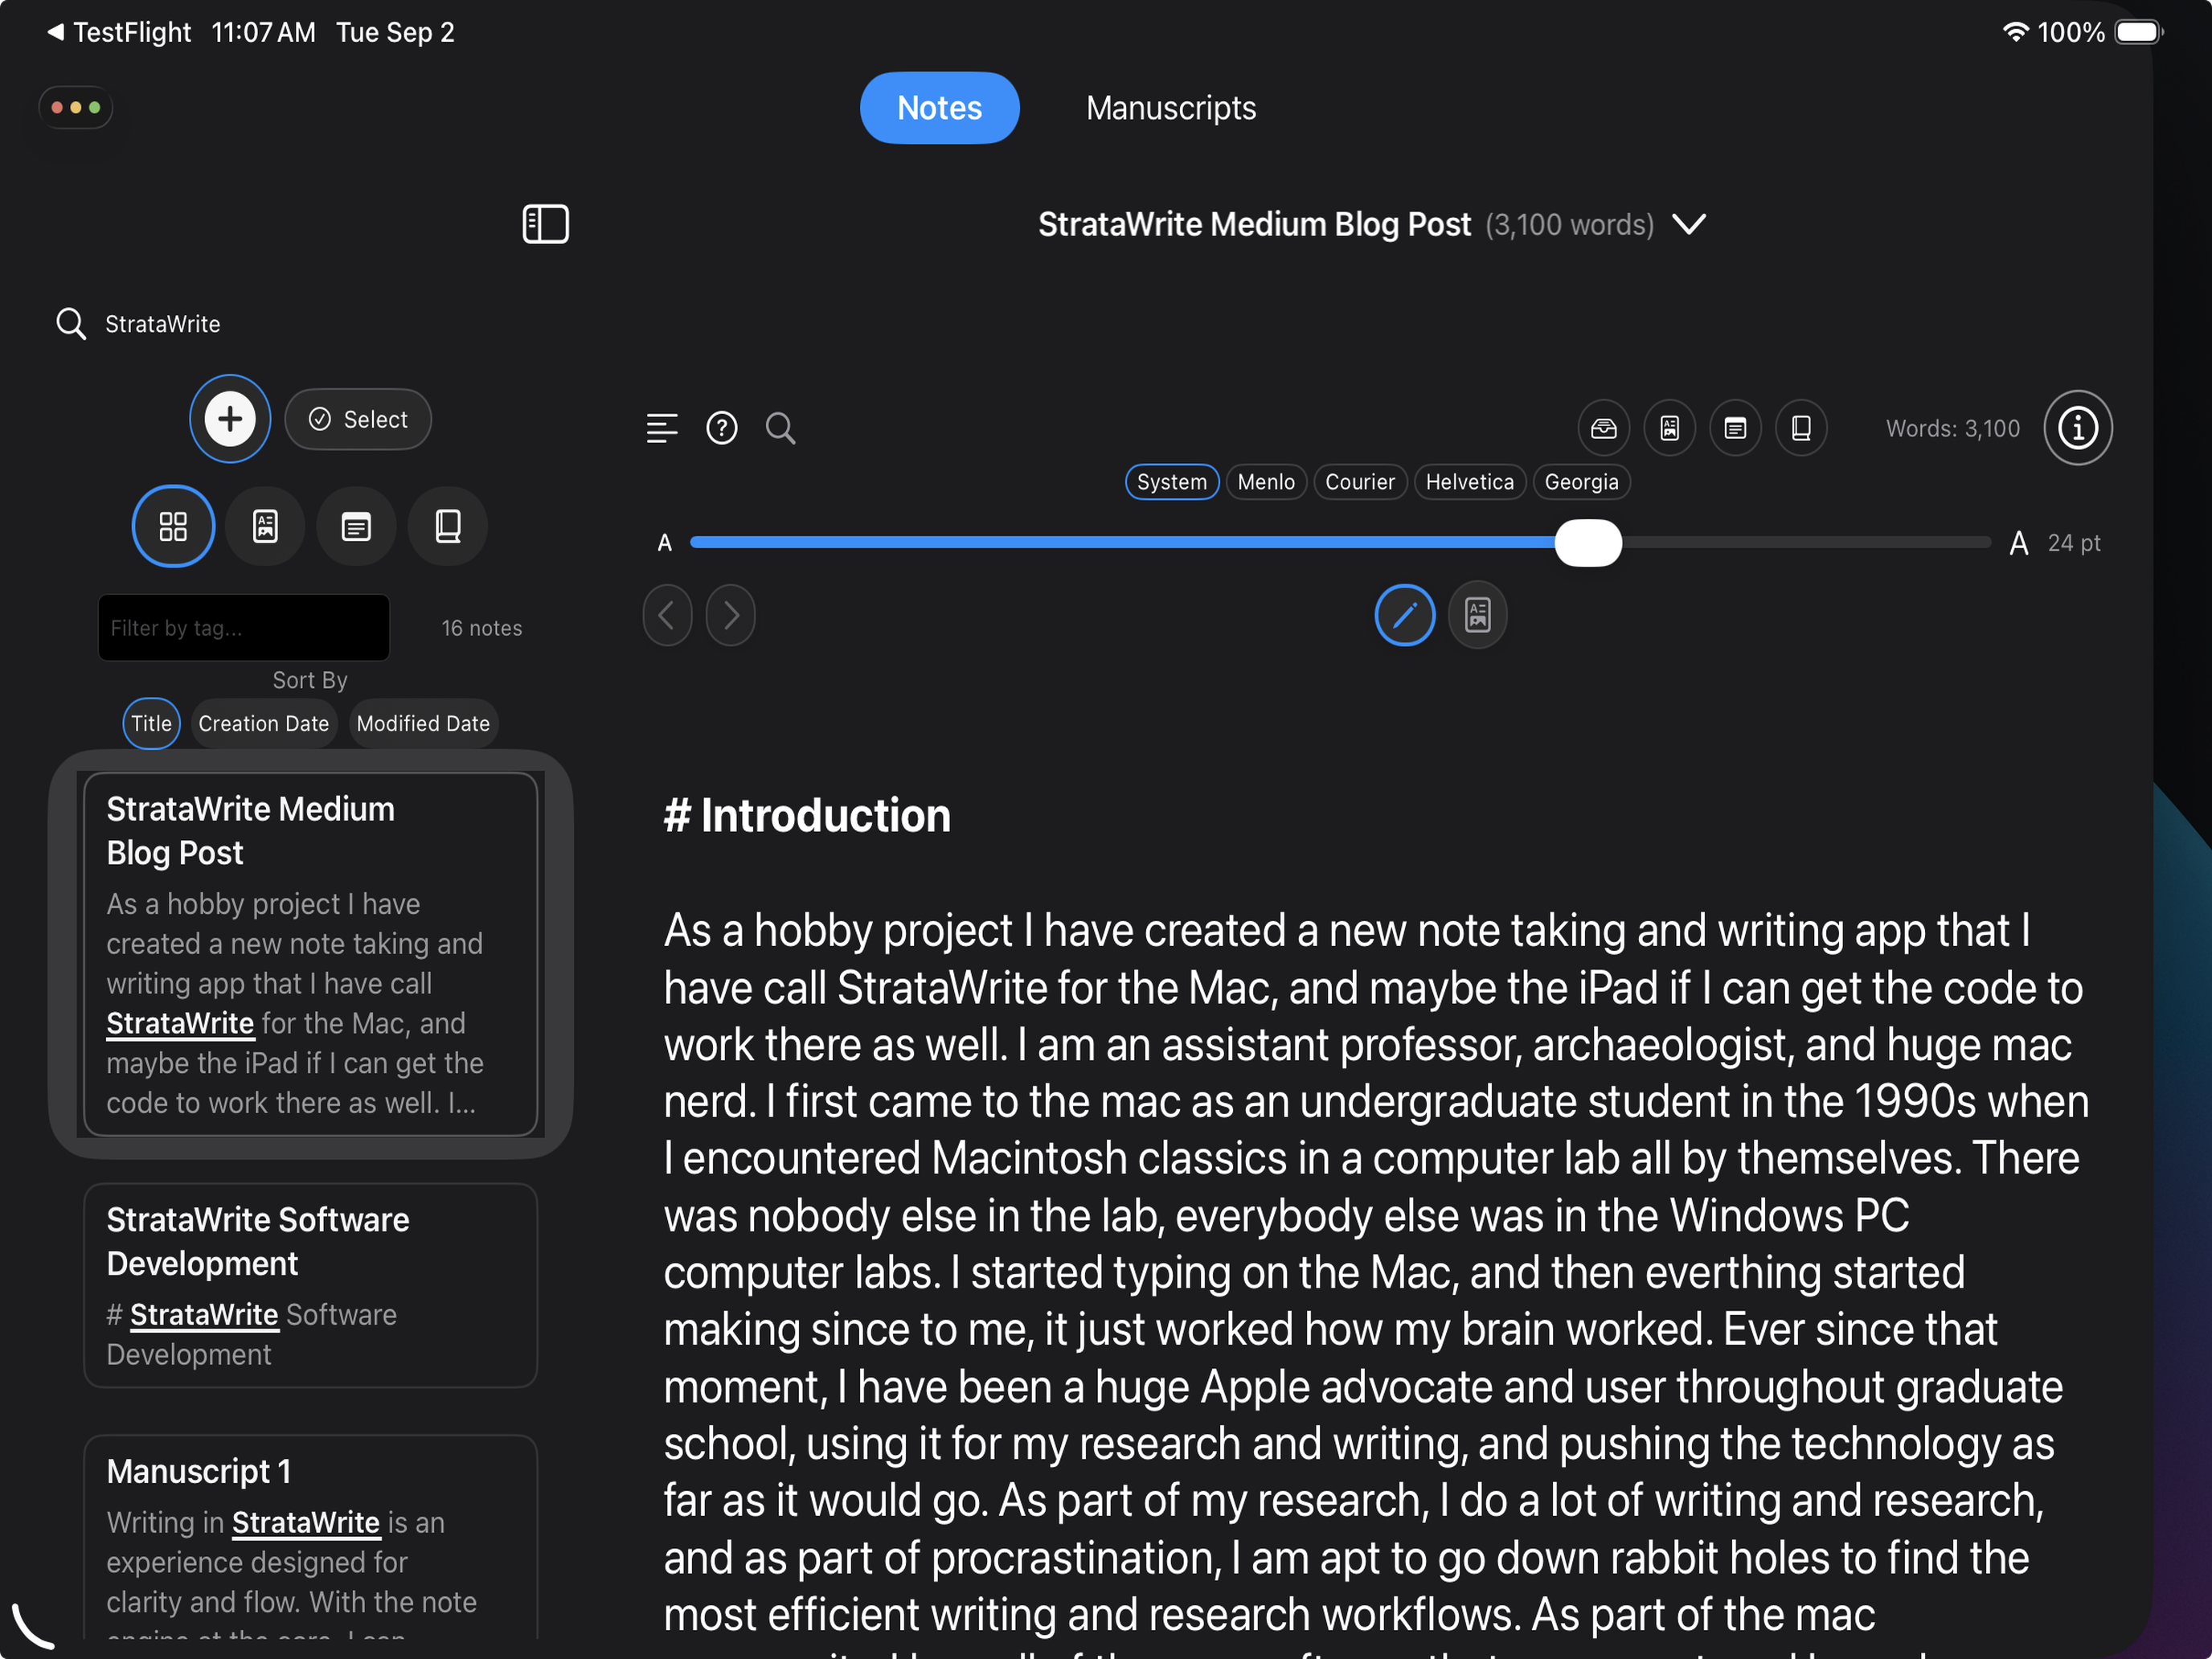 TestFlight 11:07 AM Tue Sep 2
100%
Notes Manuscripts
StrataWrite Medium Blog Post (3,100 words)
StrataWrite
Select
Filter by tag... 16 notes
Sort By
Title Creation Date Modified Date
StrataWrite Medium
Blog Post
As a hobby project I have
created a new note taking and
writing app that I have call
StrataWrite for the Mac, and
maybe the iPad if I can get the
code to work there as well. I...
StrataWrite Software
Development
# StrataWrite Software
Development
Manuscript 1
Writing in StrataWrite is an
experience designed for
clarity and flow. With the note
Words: 3,100
System Menlo Courier Helvetica Georgia
A A 24 pt
# Introduction
As a hobby project I have created a new note taking and writing app that I
have call StrataWrite for the Mac, and maybe the iPad if I can get the code to
work there as well. I am an assistant professor, archaeologist, and huge mac
nerd. I first came to the mac as an undergraduate student in the 1990s when
I encountered Macintosh classics in a computer lab all by themselves. There
was nobody else in the lab, everybody else was in the Windows PC
computer labs. I started typing on the Mac, and then everthing started
making since to me, it just worked how my brain worked. Ever since that
moment, I have been a huge Apple advocate and user throughout graduate
school, using it for my research and writing, and pushing the technology as
far as it would go. As part of my research, I do a lot of writing and research,
and as part of procrastination, I am apt to go down rabbit holes to find the
most efficient writing and research workflows. As part of the mac